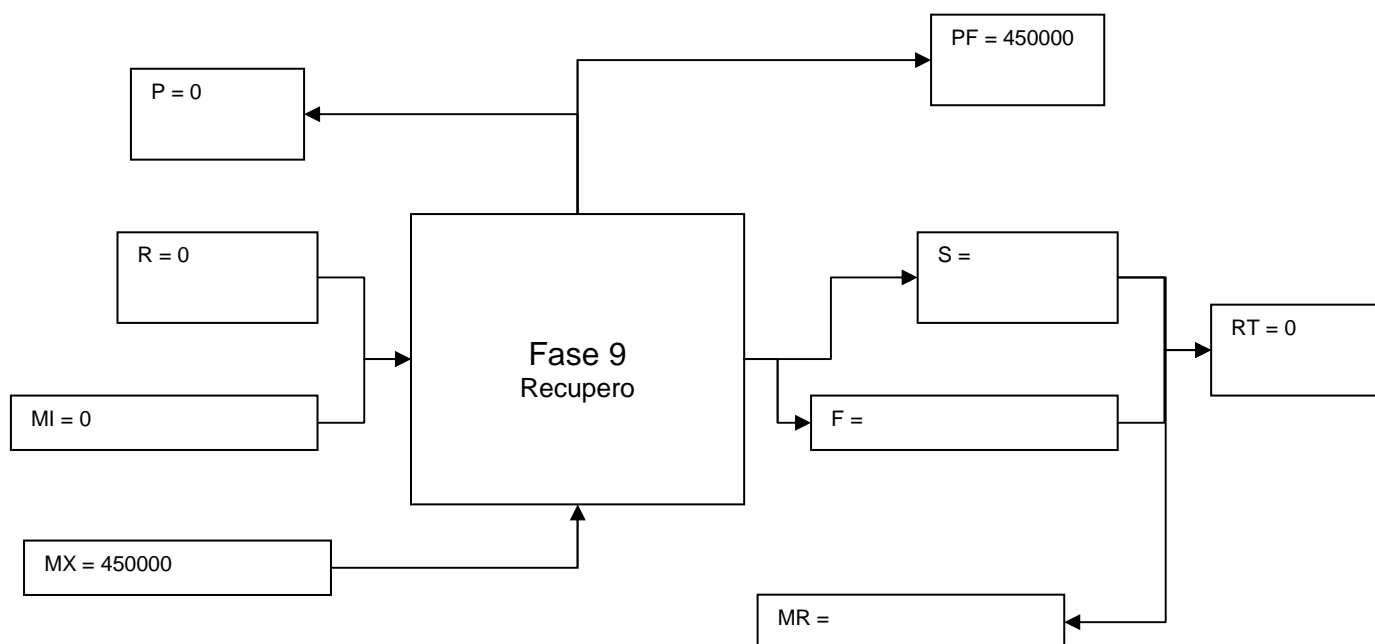 PF = 450000
P = 0
R = 0
S =
RT = 0
Fase 9
Recupero
MI = 0
F =
MX = 450000
MR =